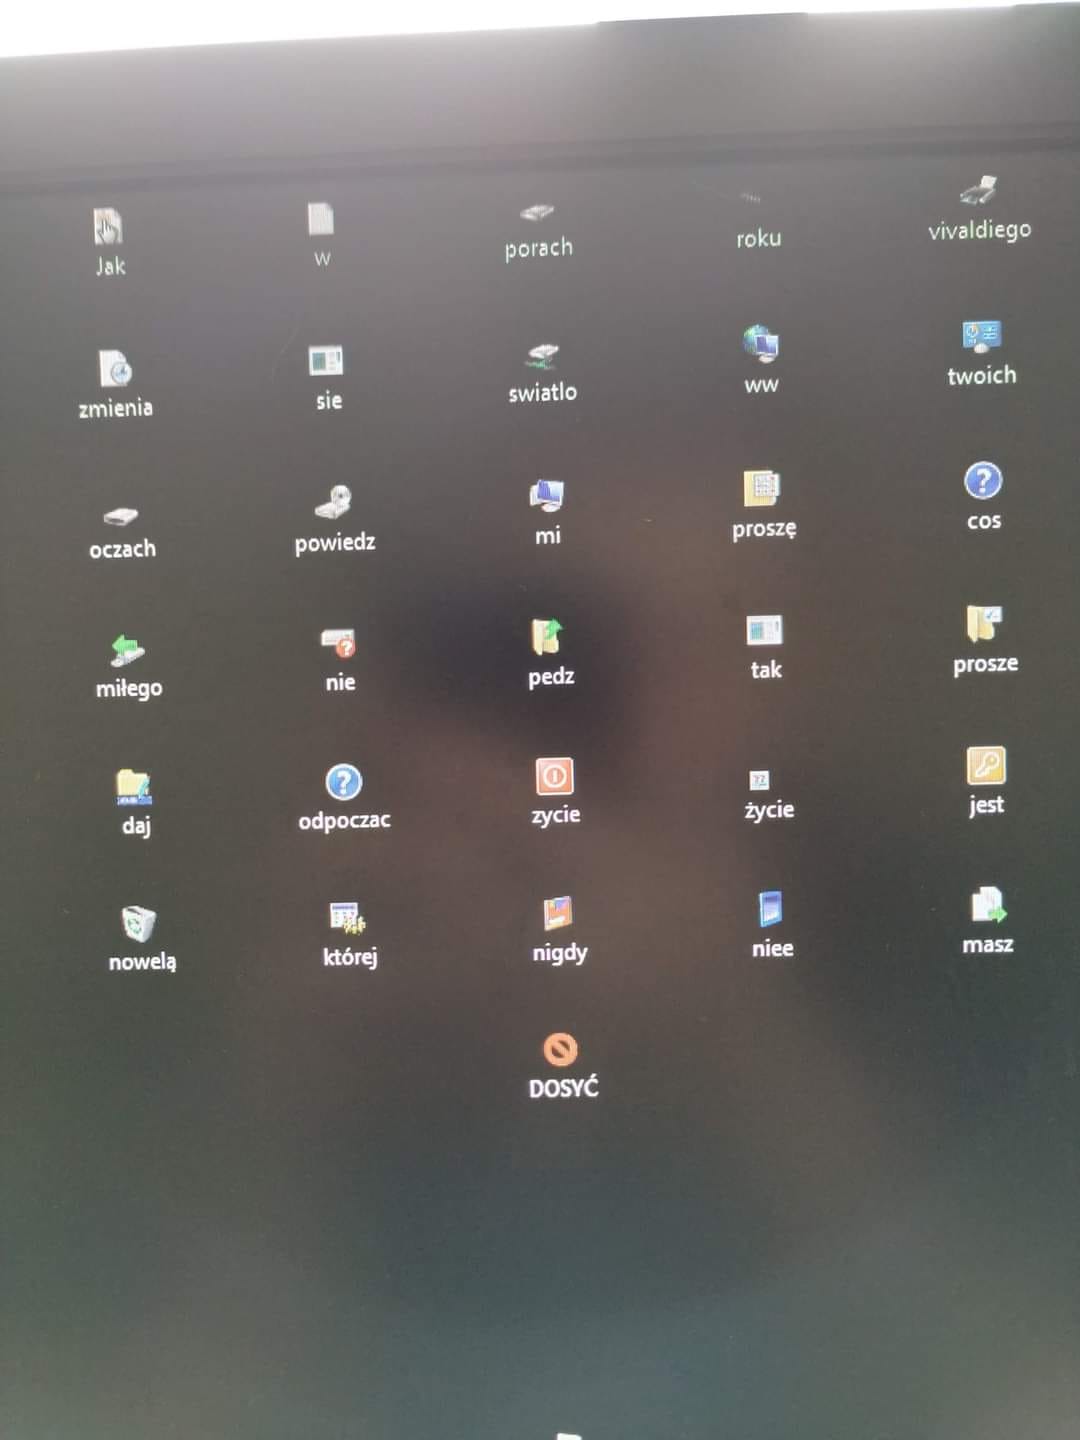 Jak w porach roku vivaldiego
zmienia sie swiatlo ww twoich
oczach powiedz mi proszę cos
miłego nie pedz tak prosze
daj odpoczac zycie życie jest
nowelą której nigdy niee masz
DOSYĆ